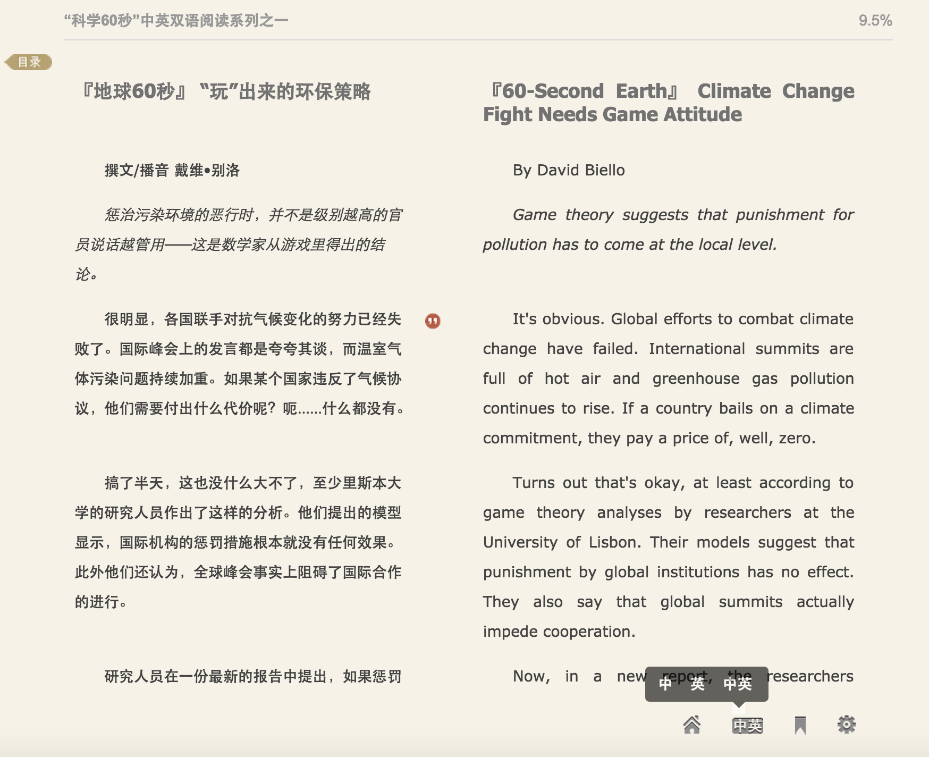 “科学60秒”中英双语阅读系列之一
9.5%
目录
『地球60秒』“玩”出来的环保策略
撰文/播音 戴维•别洛
惩治污染环境的恶行时，并不是级别越高的官
员说话越管用——这是数学家从游戏里得出的结
论。
很明显，各国联手对抗气候变化的努力已经失
败了。国际峰会上的发言都是夸夸其谈，而温室气
体污染问题持续加重。如果某个国家违反了气候协
议，他们需要付出什么代价呢？呃……什么都没有。
搞了半天，这也没什么大不了，至少里斯本大
学的研究人员作出了这样的分析。他们提出的模型
显示，国际机构的惩罚措施根本就没有任何效果。
此外他们还认为，全球峰会事实上阻碍了国际合作
的进行。
研究人员在一份最新的报告中提出，如果惩罚
『60-Second Earth』 Climate Change
Fight Needs Game Attitude
By David Biello
Game theory suggests that punishment for
pollution has to come at the local level.
It's obvious. Global efforts to combat climate
change have failed. International summits are
full of hot air and greenhouse gas pollution
continues to rise. If a country bails on a climate
commitment, they pay a price of, well, zero.
Turns out that's okay, at least according to
game theory analyses by researchers at the
University of Lisbon. Their models suggest that
punishment by global institutions has no effect.
They also say that global summits actually
impede cooperation.
Now, in a new report, the researchers
中 英 中英
中英